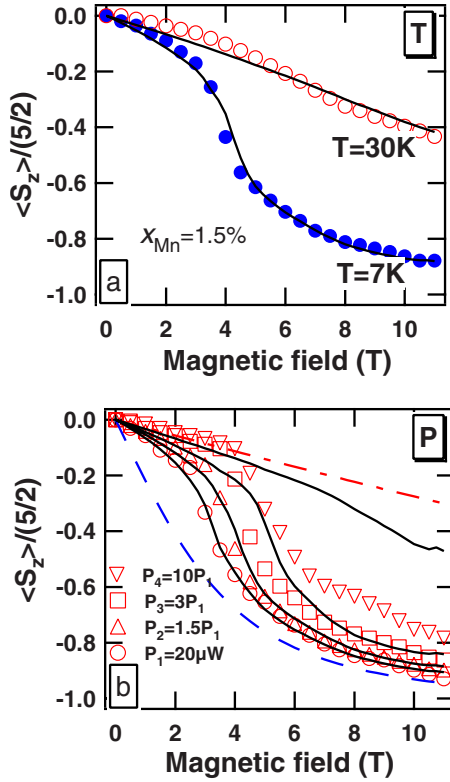 0.0
T
-0.2
-0.4
T=30K
-0.6
x_Mn=1.5%
-0.8
T=7K
-1.0
a
<S_z>/(5/2)
0 2 4 6 8 10
Magnetic field (T)
0.0
P
-0.2
-0.4
-0.6
P₄=10P₁
P₃=3P₁
-0.8
P₂=1.5P₁
P₁=20µW
-1.0
b
<S_z>/(5/2)
0 2 4 6 8 10
Magnetic field (T)